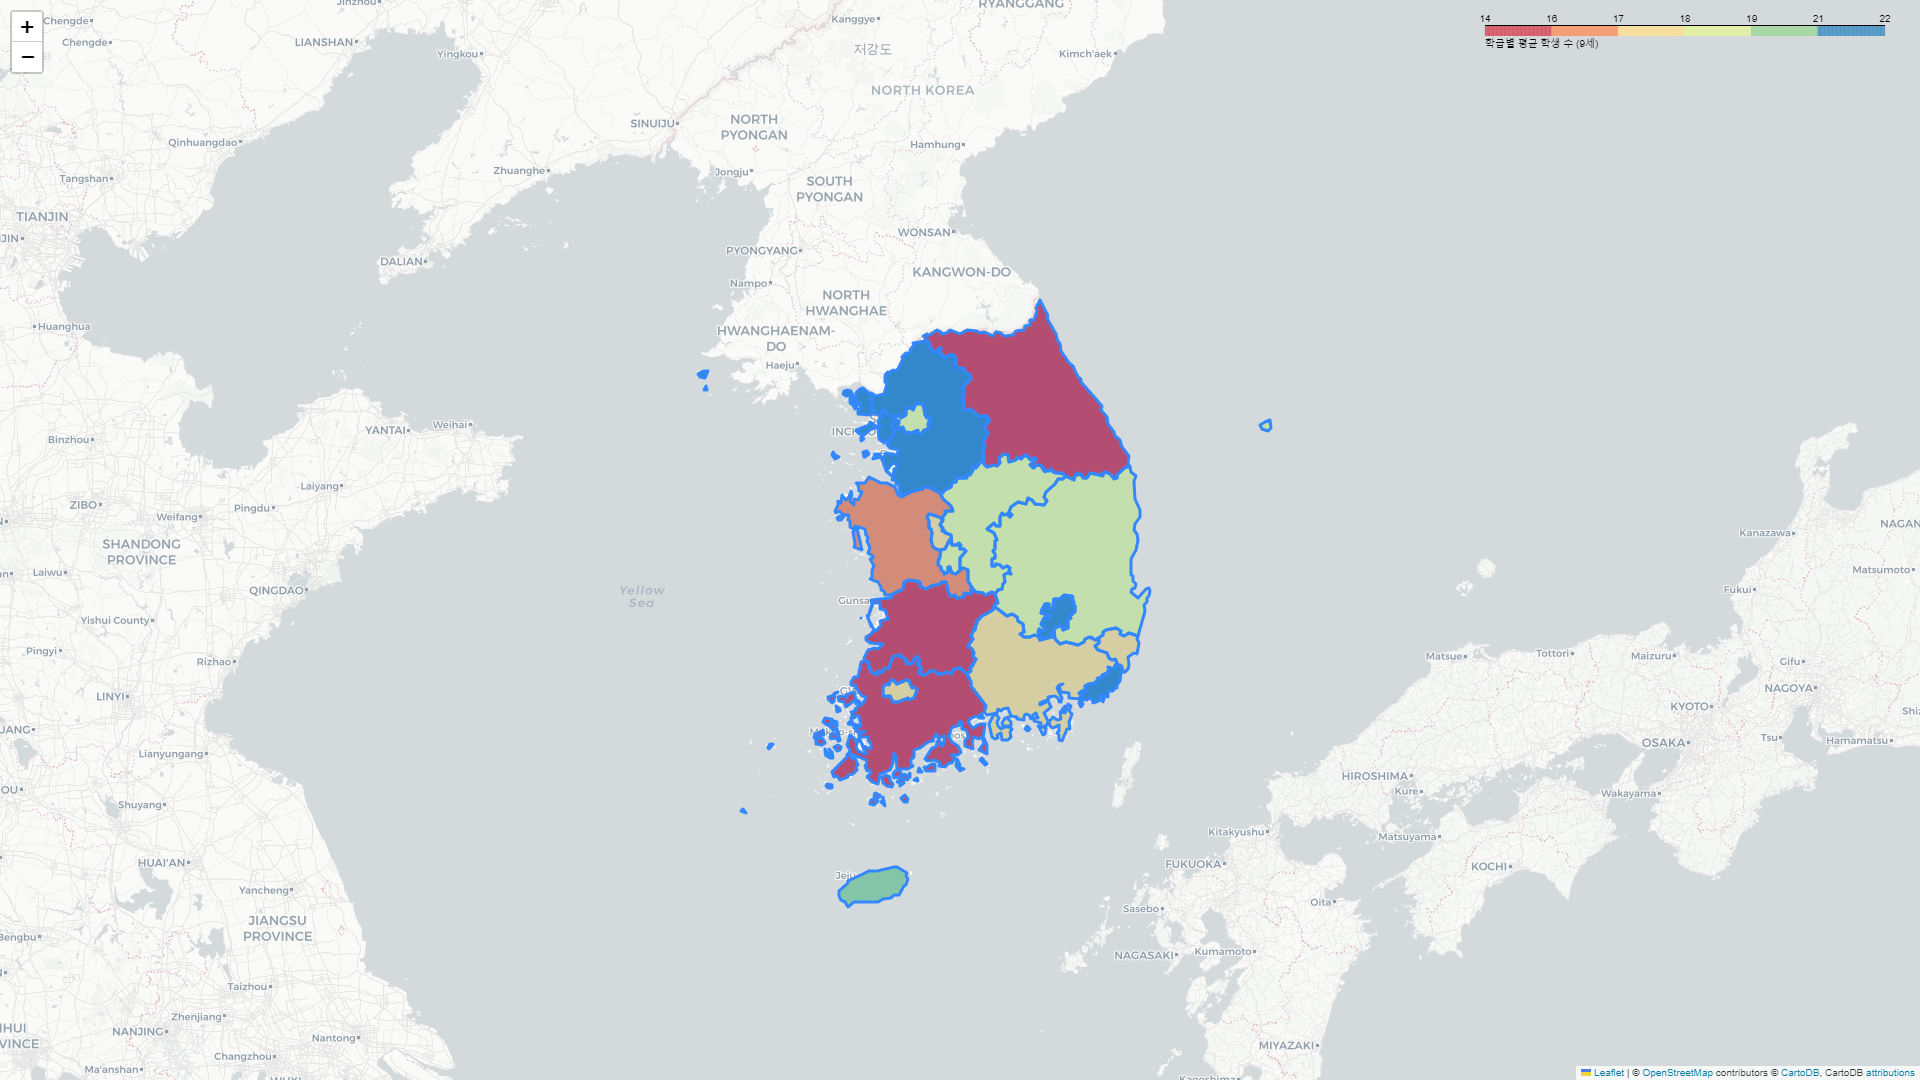 +
−
14 16 17 18 19 21 22
학급별 평균 학생 수 (9세)
RYANGGANG
Jinzhou
Chengde
Kanggye
Chengde
LIANSHAN
저강도
Yingkou
Kimch'aek
NORTH KOREA
NORTH
PYONGAN
SINUIJU
Qinhuangdao
Hamhung
Zhuanghe
Jongju
Tangshan
SOUTH
PYONGAN
TIANJIN
WONSAN
PYONGYANG
DALIAN
KANGWON-DO
Nampo
NORTH
HWANGHAE
Huanghua
HWANGHAENAM-
DO
Haeju
YANTAI
Weihai
INCH
Binzhou
Laiyang
ZIBO
Pingdu
Weifang
NAGAN
Kanazawa
SHANDONG
PROVINCE
Laiwu
Matsumoto
QINGDAO
Yellow
Sea
Gunsa
Fukui
Yishui County
Pingyi
Rizhao
Matsue
Tottori
Maizuru
Gifu
LINYI
NAGOYA
KYOTO
Lianyungang
OSAKA
Tsu
Hamamatsu
HIROSHIMA
Kure
Wakayama
Shuyang
Kitakyushu
Matsuyama
HUAI'AN
FUKUOKA
KOCHI
Jeju
Yancheng
Sasebo
Oita
JIANGSU
PROVINCE
Bengbu
NAGASAKI
Kumamoto
Taizhou
Zhenjiang
NANJING
Nantong
MIYAZAKI
Changzhou
Ma'anshan
WUXI
Kagoshima
Leaflet | © OpenStreetMap contributors © CartoDB, CartoDB attributions